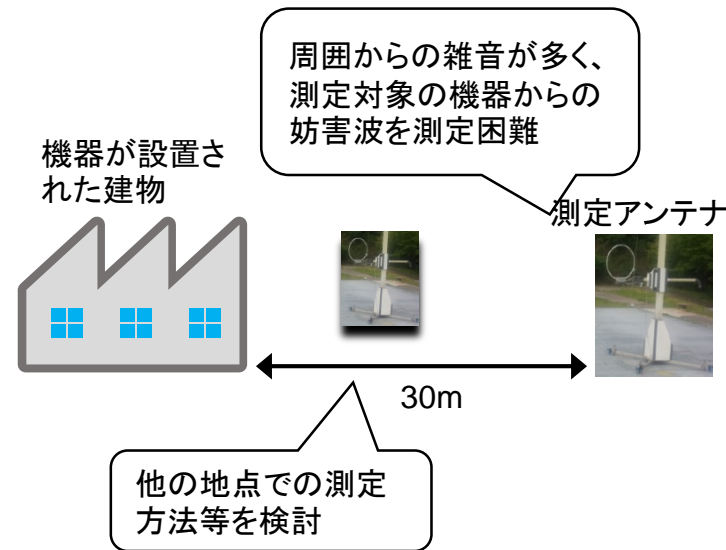 周囲からの雑音が多く、
測定対象の機器からの
妨害波を測定困難
機器が設置さ
れた建物
測定アンテナ
30m
他の地点での測定
方法等を検討